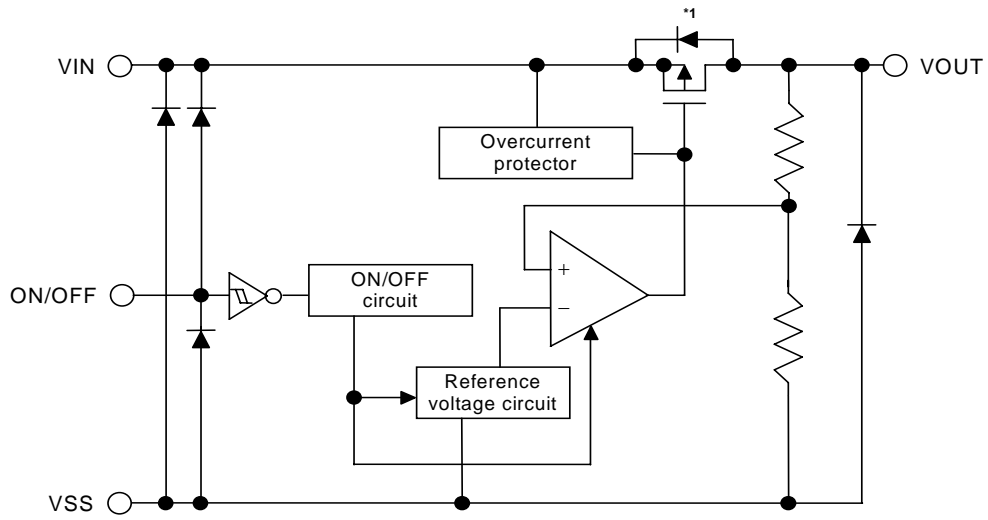 *1
VIN
VOUT
Overcurrent
protector
ON/OFF
ON/OFF
circuit
+
−
Reference
voltage circuit
VSS